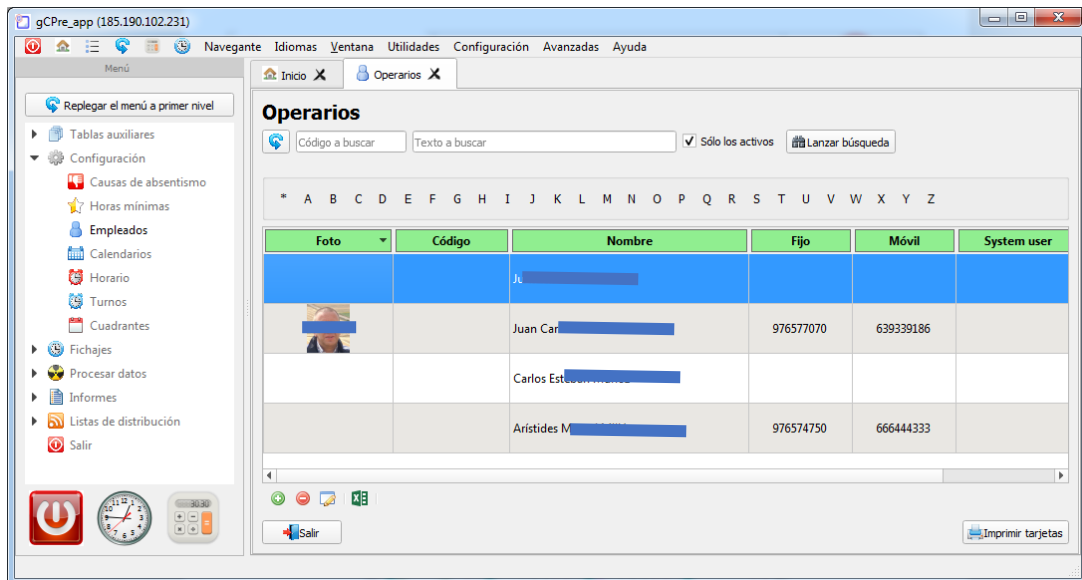 gCPre_app (185.190.102.231)
Navegante Idiomas Ventana Utilidades Configuración Avanzadas Ayuda
Menú
Inicio Operarios
Replegar el menú a primer nivel
Tablas auxiliares
Configuración
Causas de absentismo
Horas mínimas
Empleados
Calendarios
Horario
Turnos
Cuadrantes
Fichajes
Procesar datos
Informes
Listas de distribución
Salir
Operarios
Código a buscar Texto a buscar Sólo los activos Lanzar búsqueda
* A B C D E F G H I J K L M N O P Q R S T U V W X Y Z
Foto Código Nombre Fijo Móvil System user
Juan Car 976577070 639339186
Carlos
Arístides 976574750 666444333
Salir Imprimir tarjetas